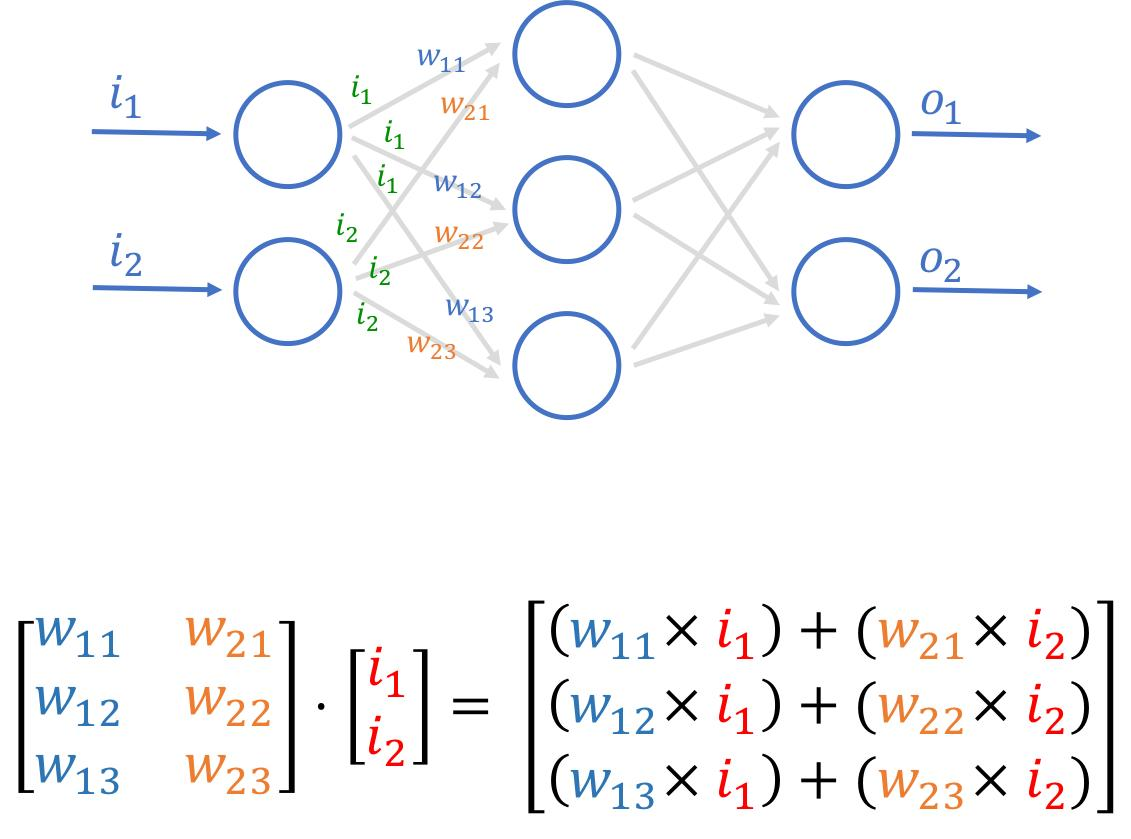 i₁
i₂
i₁
i₁
i₁
i₂
i₂
i₂
w₁₁
w₂₁
w₁₂
w₂₂
w₁₃
w₂₃
o₁
o₂
[w₁₁ w₂₁
w₁₂ w₂₂
w₁₃ w₂₃] · [i₁
i₂] = [(w₁₁ × i₁) + (w₂₁ × i₂)
(w₁₂ × i₁) + (w₂₂ × i₂)
(w₁₃ × i₁) + (w₂₃ × i₂)]